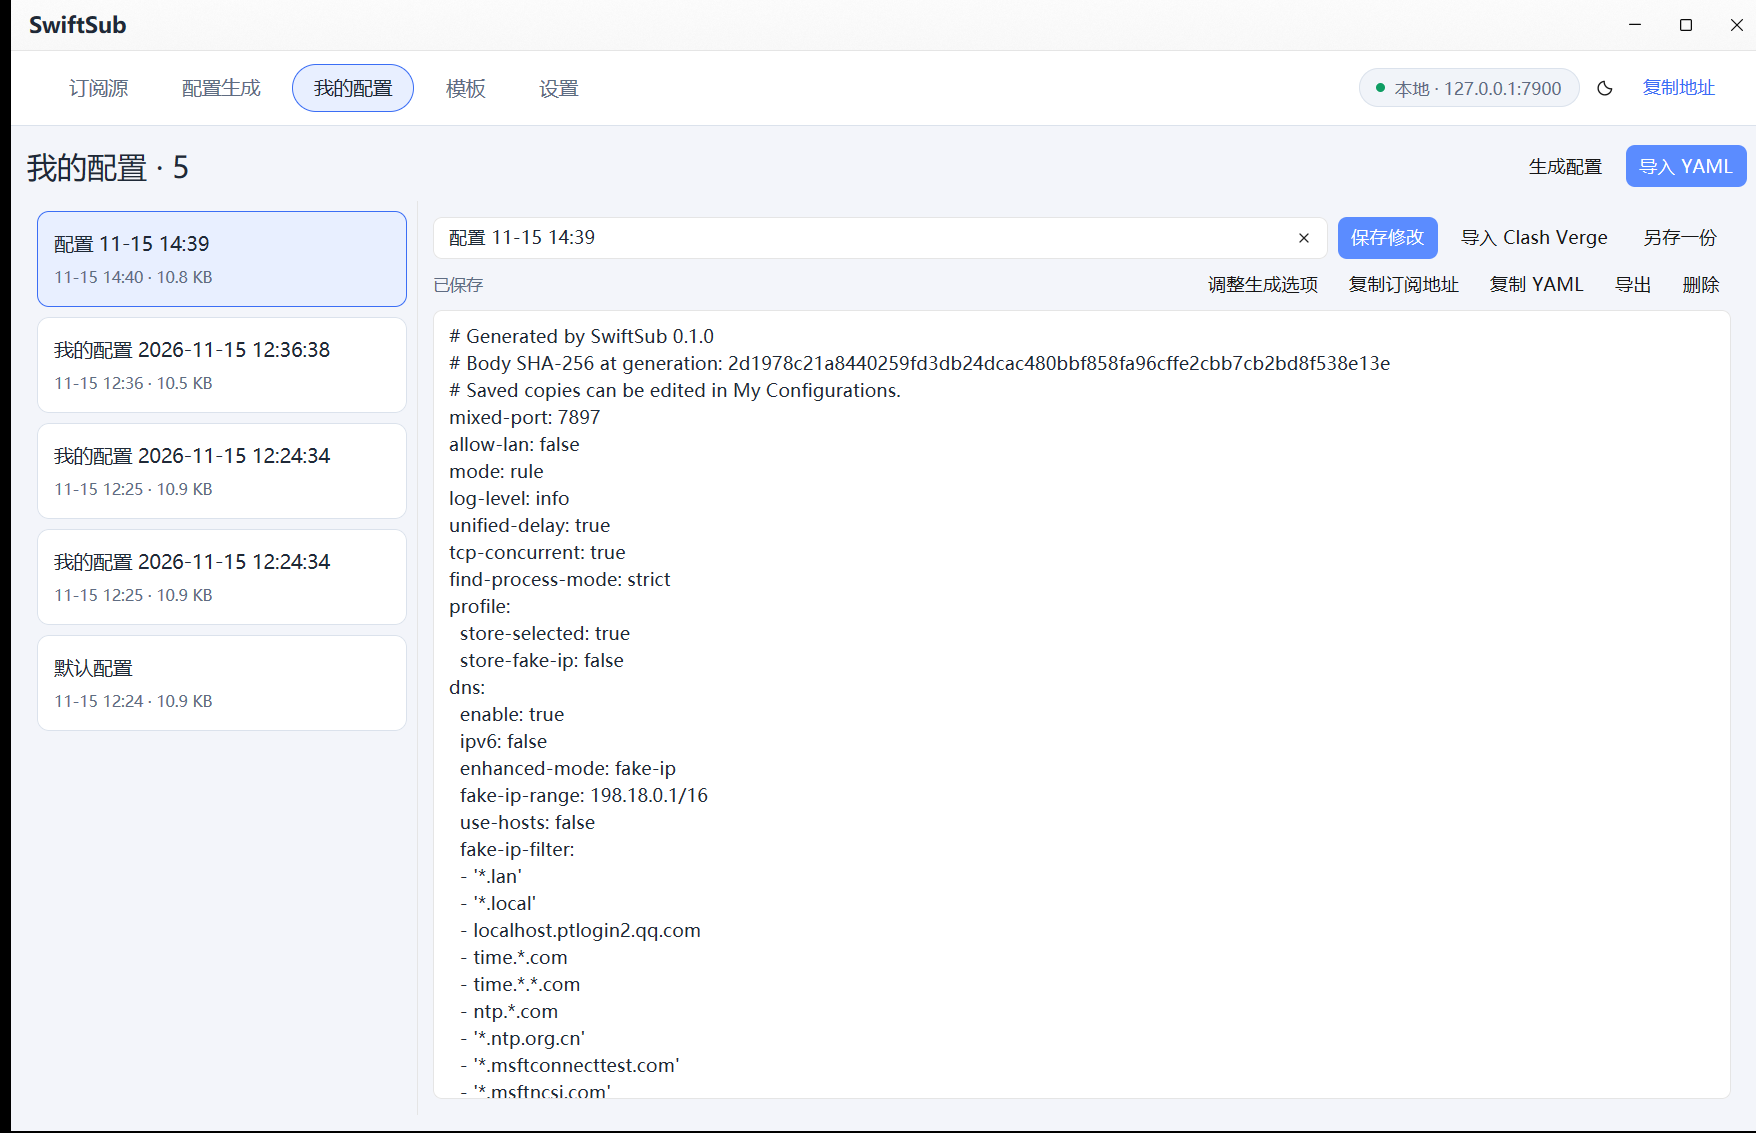 SwiftSub
订阅源 配置生成 我的配置 模板 设置 本地 · 127.0.0.1:7900 复制地址
我的配置 · 5 生成配置 导入 YAML
配置 11-15 14:39
11-15 14:40 · 10.8 KB
我的配置 2026-11-15 12:36:38
11-15 12:36 · 10.5 KB
我的配置 2026-11-15 12:24:34
11-15 12:25 · 10.9 KB
我的配置 2026-11-15 12:24:34
11-15 12:25 · 10.9 KB
默认配置
11-15 12:24 · 10.9 KB
配置 11-15 14:39 保存修改 导入 Clash Verge 另存一份
已保存 调整生成选项 复制订阅地址 复制 YAML 导出 删除
# Generated by SwiftSub 0.1.0
# Body SHA-256 at generation: 2d1978c21a8440259fd3db24dcac480bbf858fa96cffe2cbb7cb2bd8f538e13e
# Saved copies can be edited in My Configurations.
mixed-port: 7897
allow-lan: false
mode: rule
log-level: info
unified-delay: true
tcp-concurrent: true
find-process-mode: strict
profile:
  store-selected: true
  store-fake-ip: false
dns:
  enable: true
  ipv6: false
  enhanced-mode: fake-ip
  fake-ip-range: 198.18.0.1/16
  use-hosts: false
  fake-ip-filter:
  - '*.lan'
  - '*.local'
  - localhost.ptlogin2.qq.com
  - time.*.com
  - time.*.*.com
  - ntp.*.com
  - '*.ntp.org.cn'
  - '*.msftconnecttest.com'
  - '*.msftncsi.com'